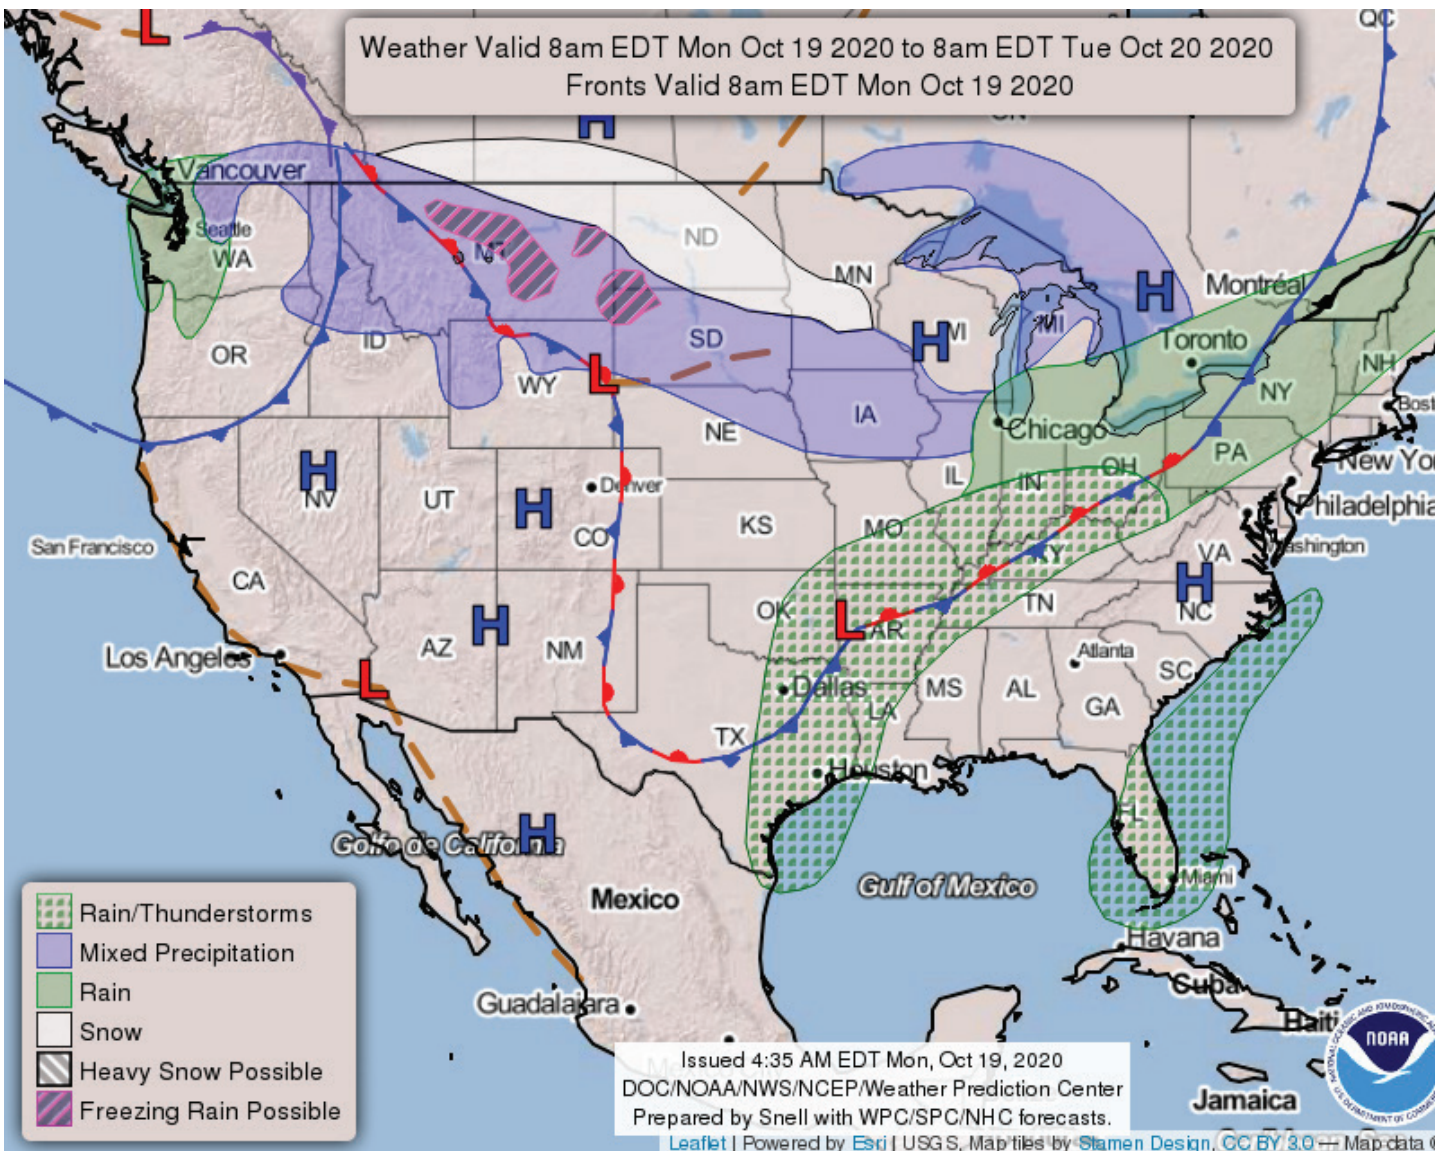 QC
Weather Valid 8am EDT Mon Oct 19 2020 to 8am EDT Tue Oct 20 2020
Fronts Valid 8am EDT Mon Oct 19 2020
L
H
Vancouver
Seattle
WA
ND
MN
Montréal
H
MI
H
WI
Toronto
OR
ID
SD
WY
L
NH
NY
IA
Boston
NE
Chicago
PA
New Yo
OH
IL
IN
H
NV
UT
Denver
H
Philadelphia
KS
MO
CO
San Francisco
KY
VA
Washington
CA
H
NC
OK
TN
L
AR
H
AZ
NM
Los Angeles
Atlanta
SC
L
Dallas
MS
AL
GA
LA
TX
Houston
FL
H
Golfo de California
Miami
Gulf of Mexico
Mexico
Rain/Thunderstorms
Mixed Precipitation
Rain
Snow
Heavy Snow Possible
Freezing Rain Possible
Havana
Cuba
Guadalajara
Haiti
NOAA
Issued 4:35 AM EDT Mon, Oct 19, 2020
DOC/NOAA/NWS/NCEP/Weather Prediction Center
Prepared by Snell with WPC/SPC/NHC forecasts.
Jamaica
Leaflet | Powered by Esri | USGS, Map tiles by Stamen Design, CC BY 3.0 — Map data ©